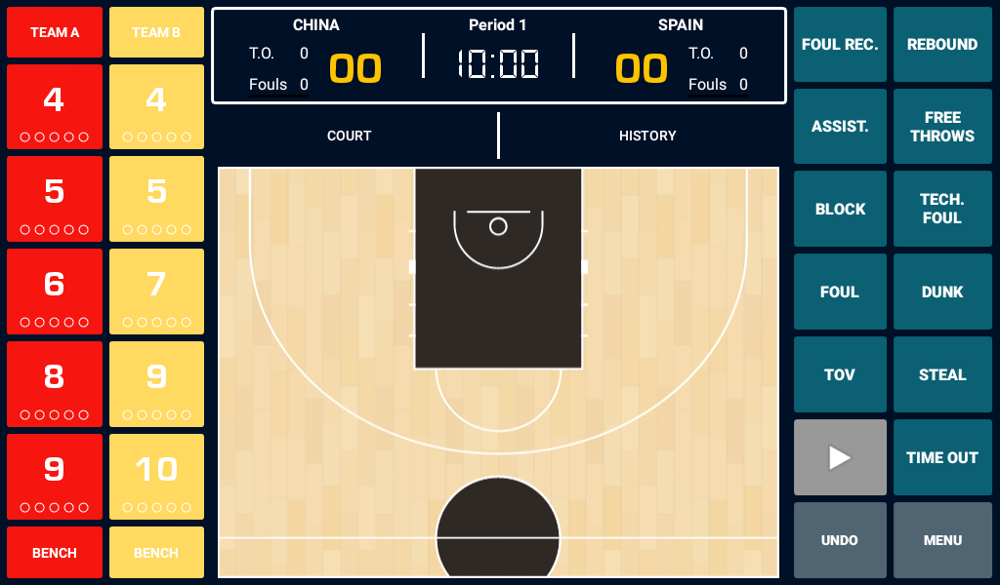 TEAM A
TEAM B
4
4
5
5
6
7
8
9
9
10
BENCH
BENCH
CHINA
Period 1
SPAIN
T.O. 0
00
10:00
00
T.O. 0
Fouls 0
Fouls 0
COURT
HISTORY
FOUL REC.
REBOUND
ASSIST.
FREE
THROWS
BLOCK
TECH.
FOUL
FOUL
DUNK
TOV
STEAL
TIME OUT
UNDO
MENU